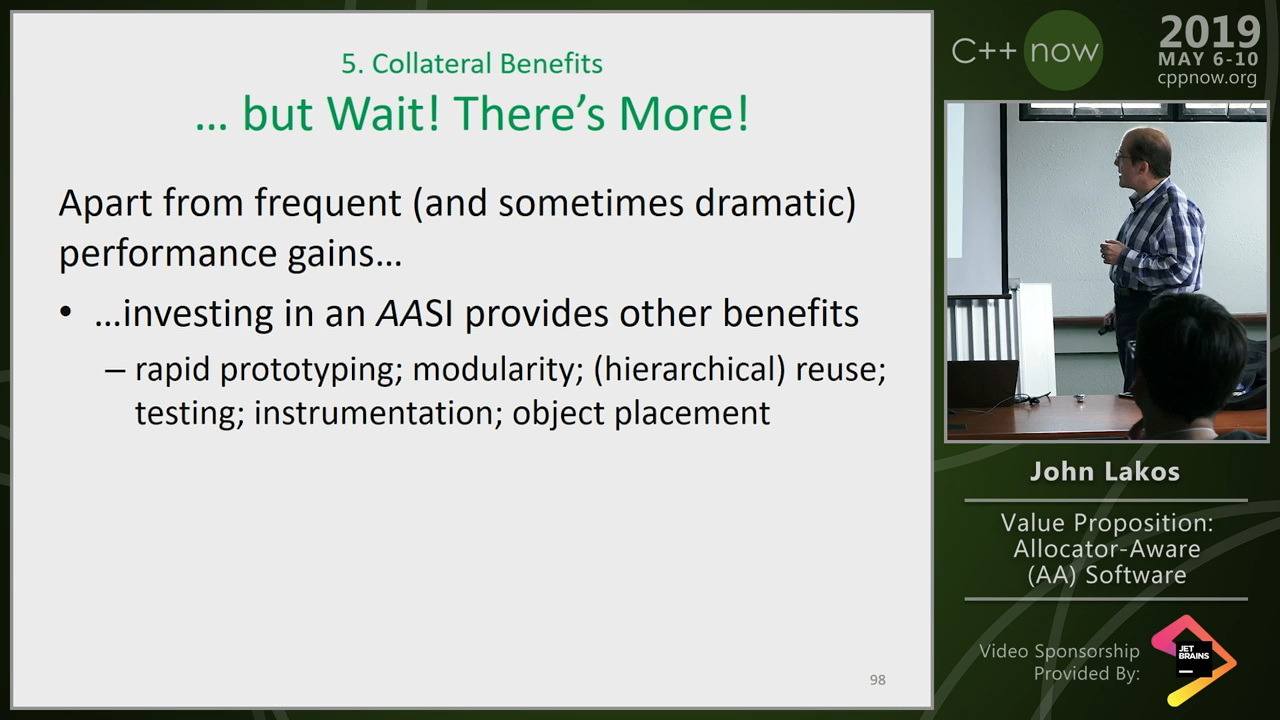 5. Collateral Benefits
… but Wait! There’s More!
Apart from frequent (and sometimes dramatic)
performance gains…
• …investing in an AASI provides other benefits
– rapid prototyping; modularity; (hierarchical) reuse;
testing; instrumentation; object placement
98
C++ now
2019
MAY 6-10
cppnow.org
John Lakos
Value Proposition:
Allocator-Aware
(AA) Software
Video Sponsorship
Provided By:
JET
BRAINS